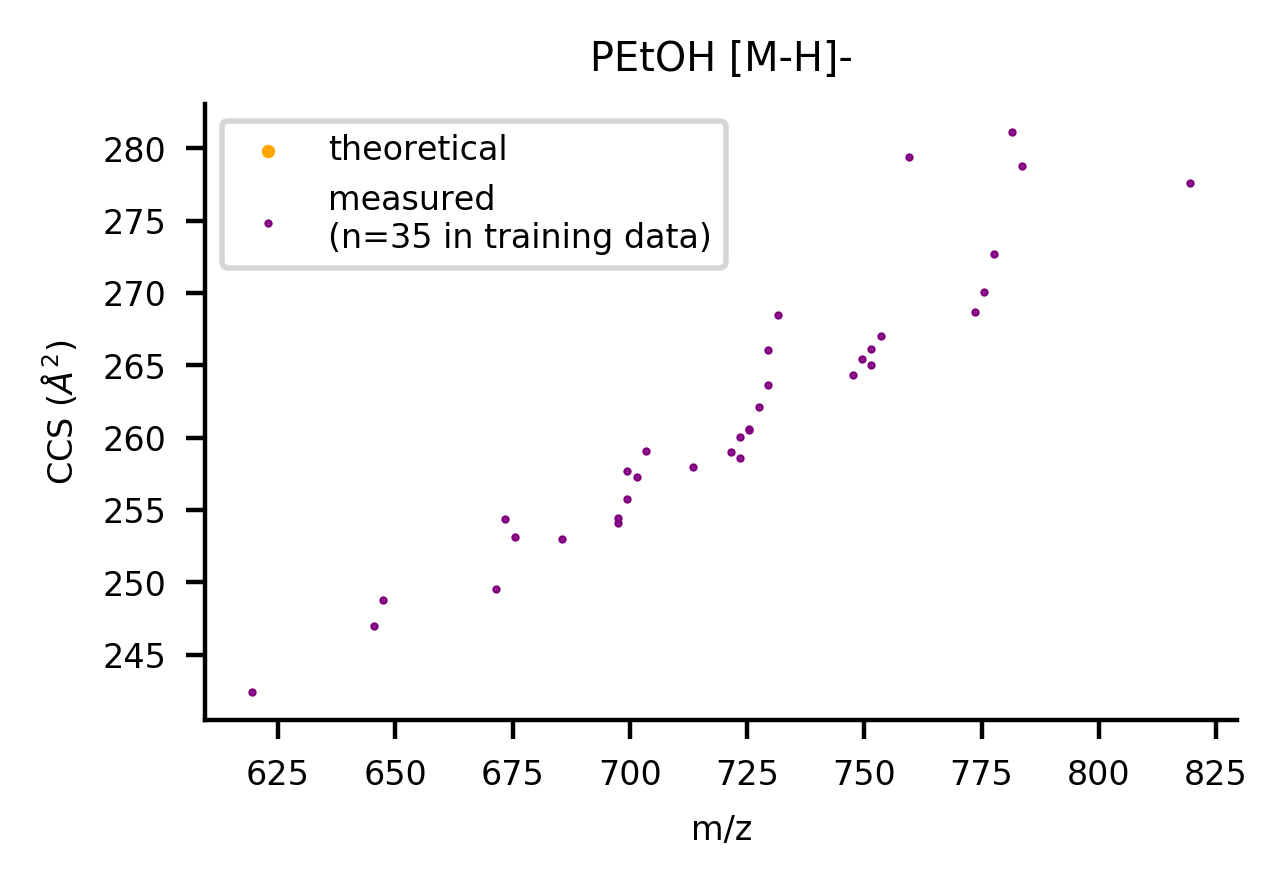 PEtOH [M-H]-
theoretical
measured
(n=35 in training data)
280
275
270
265
260
255
250
245
CCS (Å²)
625 650 675 700 725 750 775 800 825
m/z